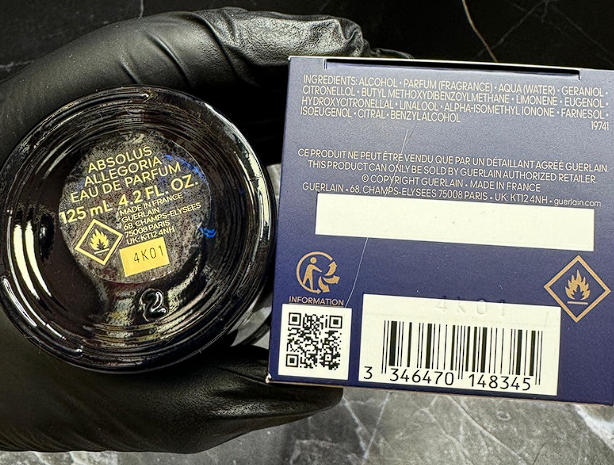 ABSOLUS
ALLEGORIA
EAU DE PARFUM
125 mL 4.2 FL. OZ.
MADE IN FRANCE
GUERLAIN
68, CHAMPS-ELYSEES
75008 PARIS
UK: KT12 4NH
4K01
2
INGREDIENTS: ALCOHOL • PARFUM (FRAGRANCE) • AQUA (WATER) • GERANIOL •
CITRONELLOL • BUTYL METHOXYDIBENZOYLMETHANE • LIMONENE • EUGENOL •
HYDROXYCITRONELLAL • LINALOOL • ALPHA-ISOMETHYL IONONE • FARNESOL •
ISOEUGENOL • CITRAL • BENZYL ALCOHOL
19741
CE PRODUIT NE PEUT ÊTRE VENDU QUE PAR UN DÉTAILLANT AGRÉÉ GUERLAIN.
THIS PRODUCT CAN ONLY BE SOLD BY GUERLAIN AUTHORIZED RETAILER.
© COPYRIGHT GUERLAIN • MADE IN FRANCE
GUERLAIN • 68, CHAMPS-ELYSEES 75008 PARIS • UK: KT12 4NH • guerlain.com
INFORMATION
4K01
3 346470 148345